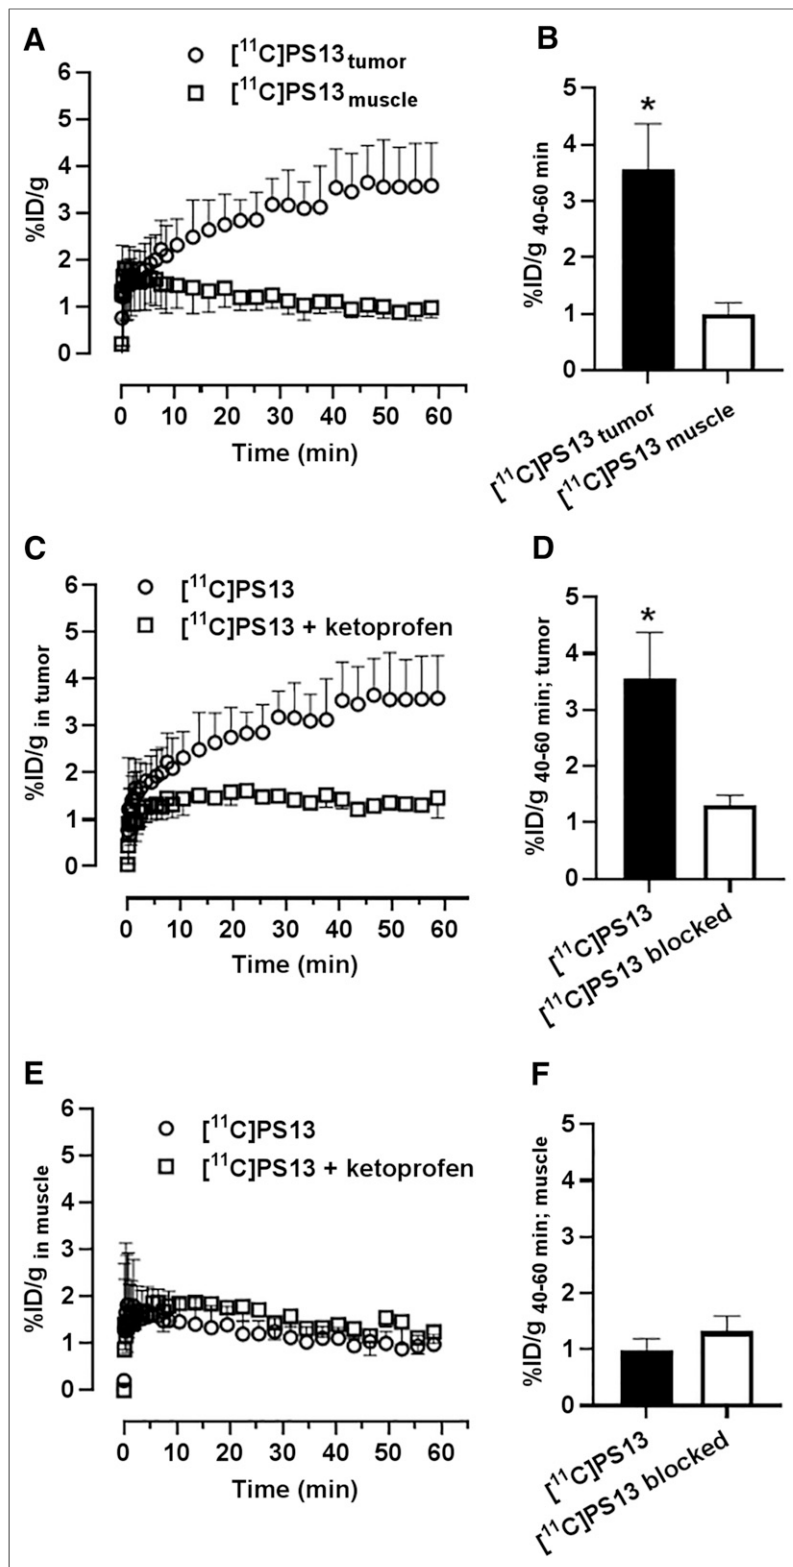 A
[¹¹C]PS13 tumor
[¹¹C]PS13 muscle
%ID/g
6
5
4
3
2
1
0
0 10 20 30 40 50 60
Time (min)
B
%ID/g 40-60 min
5
4
3
2
1
0
*
[¹¹C]PS13 tumor
[¹¹C]PS13 muscle
C
[¹¹C]PS13
[¹¹C]PS13 + ketoprofen
%ID/g in tumor
6
5
4
3
2
1
0
0 10 20 30 40 50 60
Time (min)
D
%ID/g 40-60 min; tumor
5
4
3
2
1
0
*
[¹¹C]PS13
[¹¹C]PS13 blocked
E
[¹¹C]PS13
[¹¹C]PS13 + ketoprofen
%ID/g in muscle
6
5
4
3
2
1
0
0 10 20 30 40 50 60
Time (min)
F
%ID/g 40-60 min; muscle
5
4
3
2
1
0
[¹¹C]PS13
[¹¹C]PS13 blocked